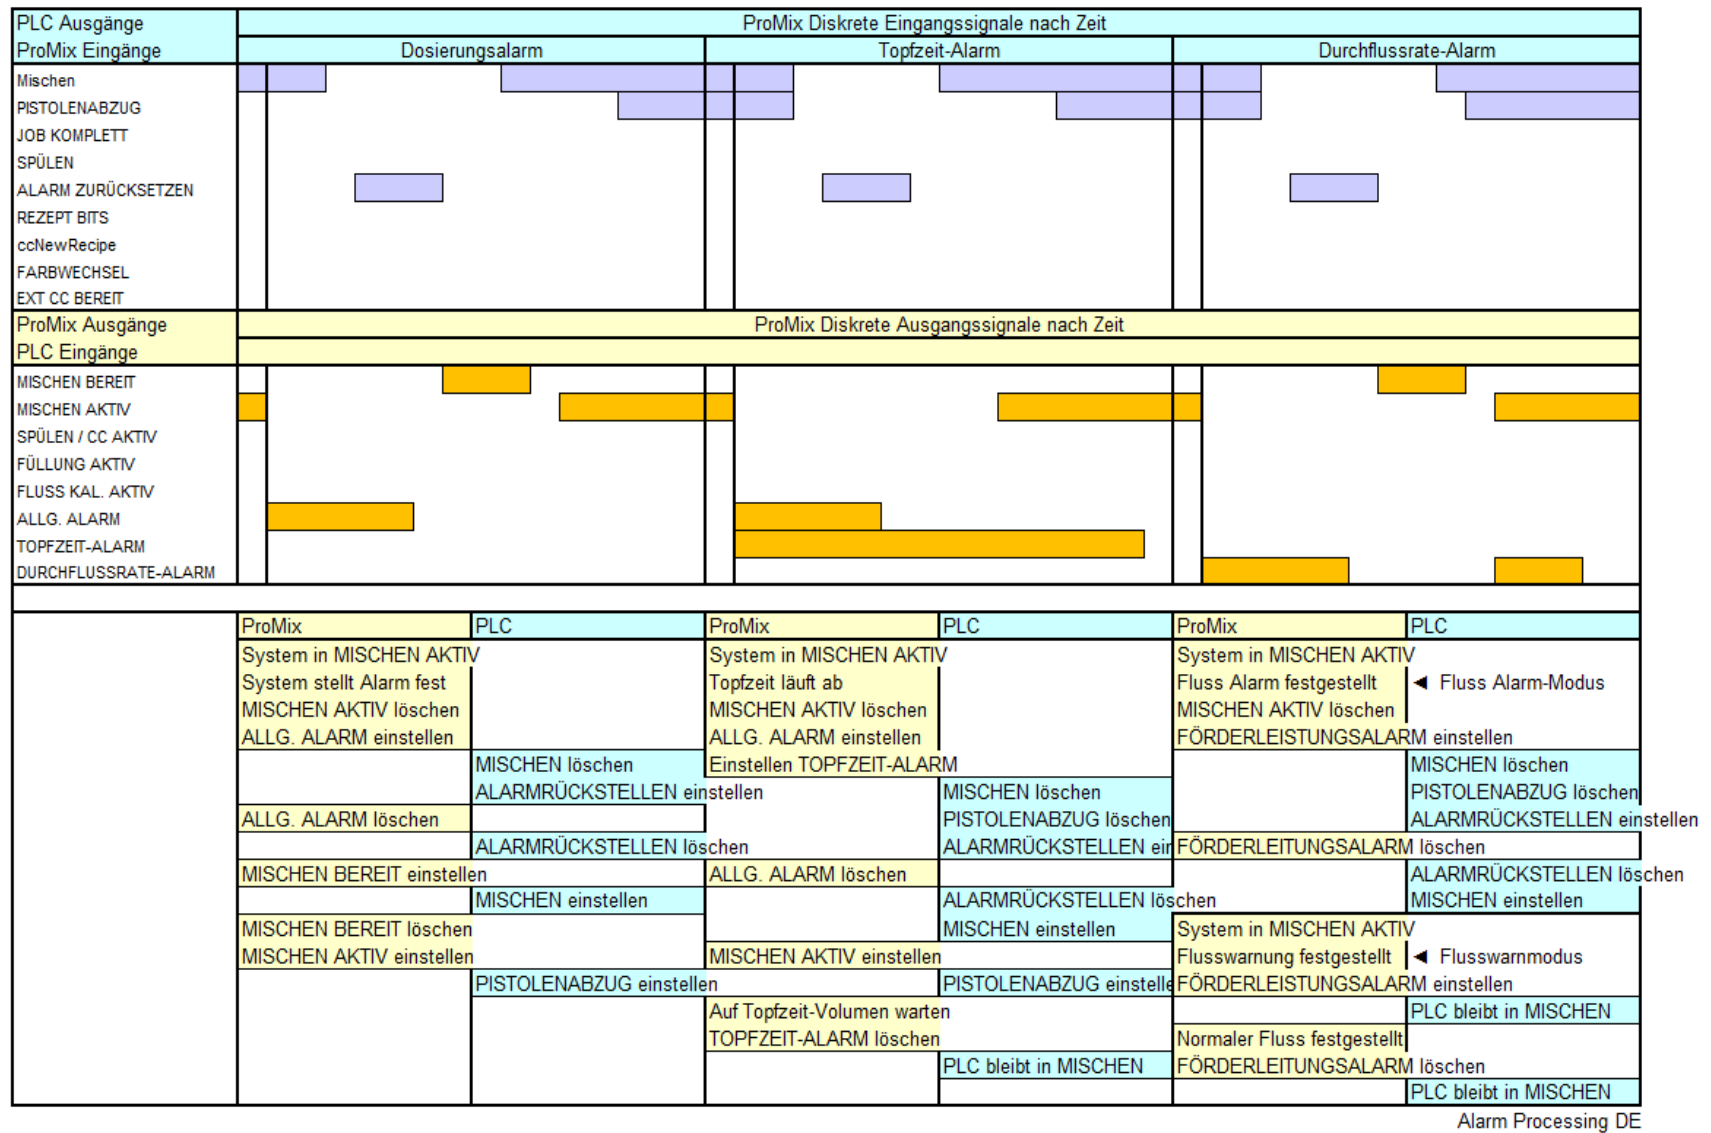 PLC Ausgänge
ProMix Diskrete Eingangssignale nach Zeit
ProMix Eingänge
Dosierungsalarm
Topfzeit-Alarm
Durchflussrate-Alarm
Mischen
PISTOLENABZUG
JOB KOMPLETT
SPÜLEN
ALARM ZURÜCKSETZEN
REZEPT BITS
ccNewRecipe
FARBWECHSEL
EXT CC BEREIT
ProMix Ausgänge
ProMix Diskrete Ausgangssignale nach Zeit
PLC Eingänge
MISCHEN BEREIT
MISCHEN AKTIV
SPÜLEN / CC AKTIV
FÜLLUNG AKTIV
FLUSS KAL. AKTIV
ALLG. ALARM
TOPFZEIT-ALARM
DURCHFLUSSRATE-ALARM
ProMix PLC ProMix PLC ProMix PLC
System in MISCHEN AKTIV System in MISCHEN AKTIV System in MISCHEN AKTIV
System stellt Alarm fest Topfzeit läuft ab Fluss Alarm festgestellt ◄ Fluss Alarm-Modus
MISCHEN AKTIV löschen MISCHEN AKTIV löschen MISCHEN AKTIV löschen
ALLG. ALARM einstellen ALLG. ALARM einstellen FÖRDERLEISTUNGSALARM einstellen
MISCHEN löschen Einstellen TOPFZEIT-ALARM MISCHEN löschen
ALARMRÜCKSTELLEN einstellen MISCHEN löschen PISTOLENABZUG löschen
ALLG. ALARM löschen PISTOLENABZUG löschen ALARMRÜCKSTELLEN einstellen
ALARMRÜCKSTELLEN löschen ALARMRÜCKSTELLEN ein FÖRDERLEITUNGSALARM löschen
MISCHEN BEREIT einstellen ALLG. ALARM löschen ALARMRÜCKSTELLEN löschen
MISCHEN einstellen ALARMRÜCKSTELLEN löschen MISCHEN einstellen
MISCHEN BEREIT löschen MISCHEN einstellen System in MISCHEN AKTIV
MISCHEN AKTIV einstellen MISCHEN AKTIV einstellen Flusswarnung festgestellt ◄ Flusswarnmodus
PISTOLENABZUG einstellen PISTOLENABZUG einstelle FÖRDERLEISTUNGSALARM einstellen
Auf Topfzeit-Volumen warten PLC bleibt in MISCHEN
TOPFZEIT-ALARM löschen Normaler Fluss festgestellt
PLC bleibt in MISCHEN FÖRDERLEITUNGSALARM löschen
PLC bleibt in MISCHEN
Alarm Processing DE